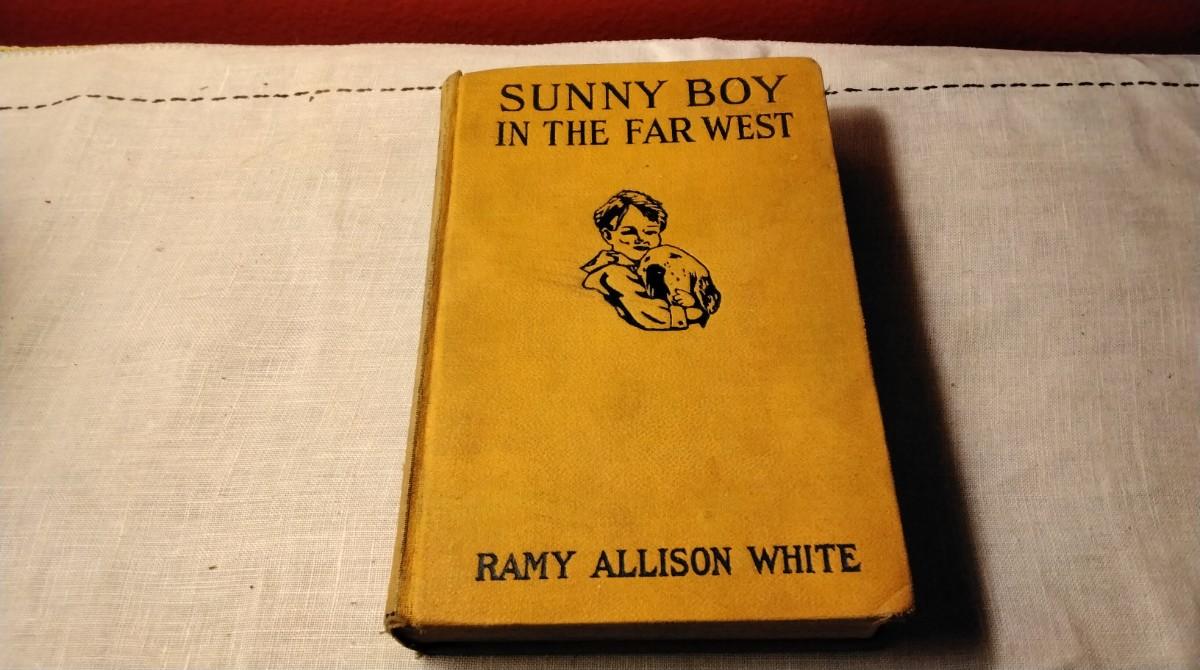 SUNNY BOY
IN THE FAR WEST
RAMY ALLISON WHITE